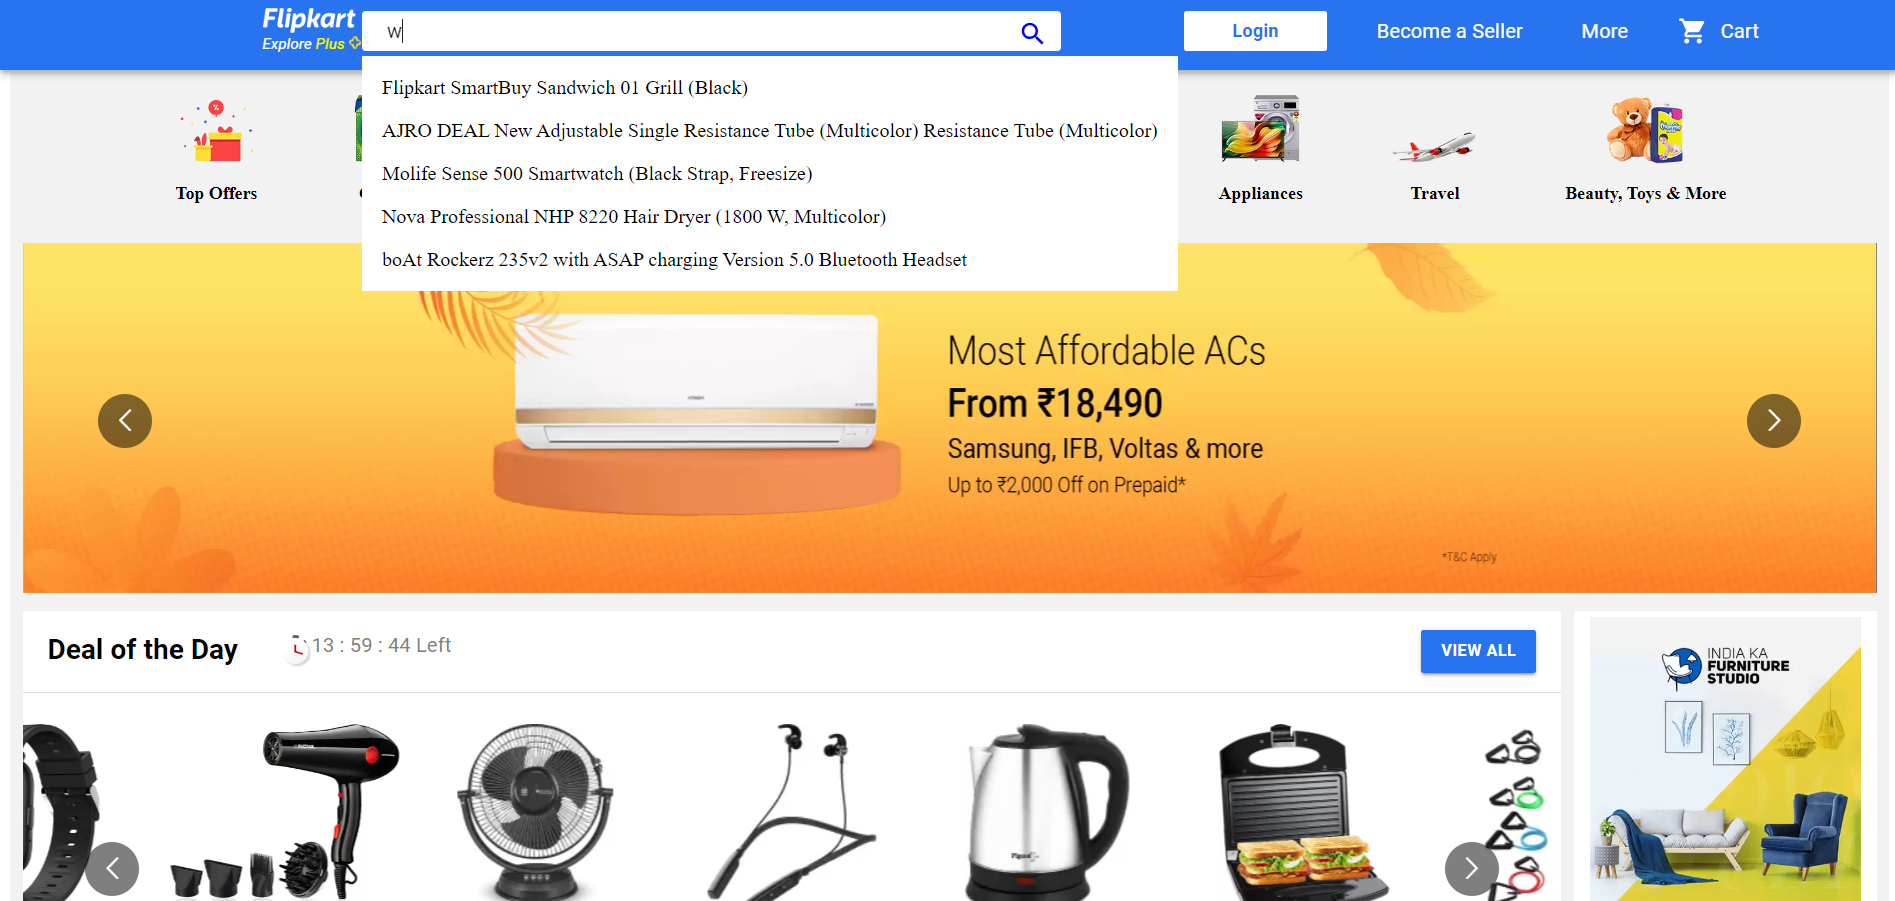 Flipkart
Explore Plus
w
Login
Become a Seller
More
Cart
Flipkart SmartBuy Sandwich 01 Grill (Black)
AJRO DEAL New Adjustable Single Resistance Tube (Multicolor) Resistance Tube (Multicolor)
Molife Sense 500 Smartwatch (Black Strap, Freesize)
Nova Professional NHP 8220 Hair Dryer (1800 W, Multicolor)
boAt Rockerz 235v2 with ASAP charging Version 5.0 Bluetooth Headset
Top Offers
Appliances
Travel
Beauty, Toys & More
Most Affordable ACs
From ₹18,490
Samsung, IFB, Voltas & more
Up to ₹2,000 Off on Prepaid*
*T&C Apply
Deal of the Day
13 : 59 : 44 Left
VIEW ALL
INDIA KA
FURNITURE
STUDIO
NOVA